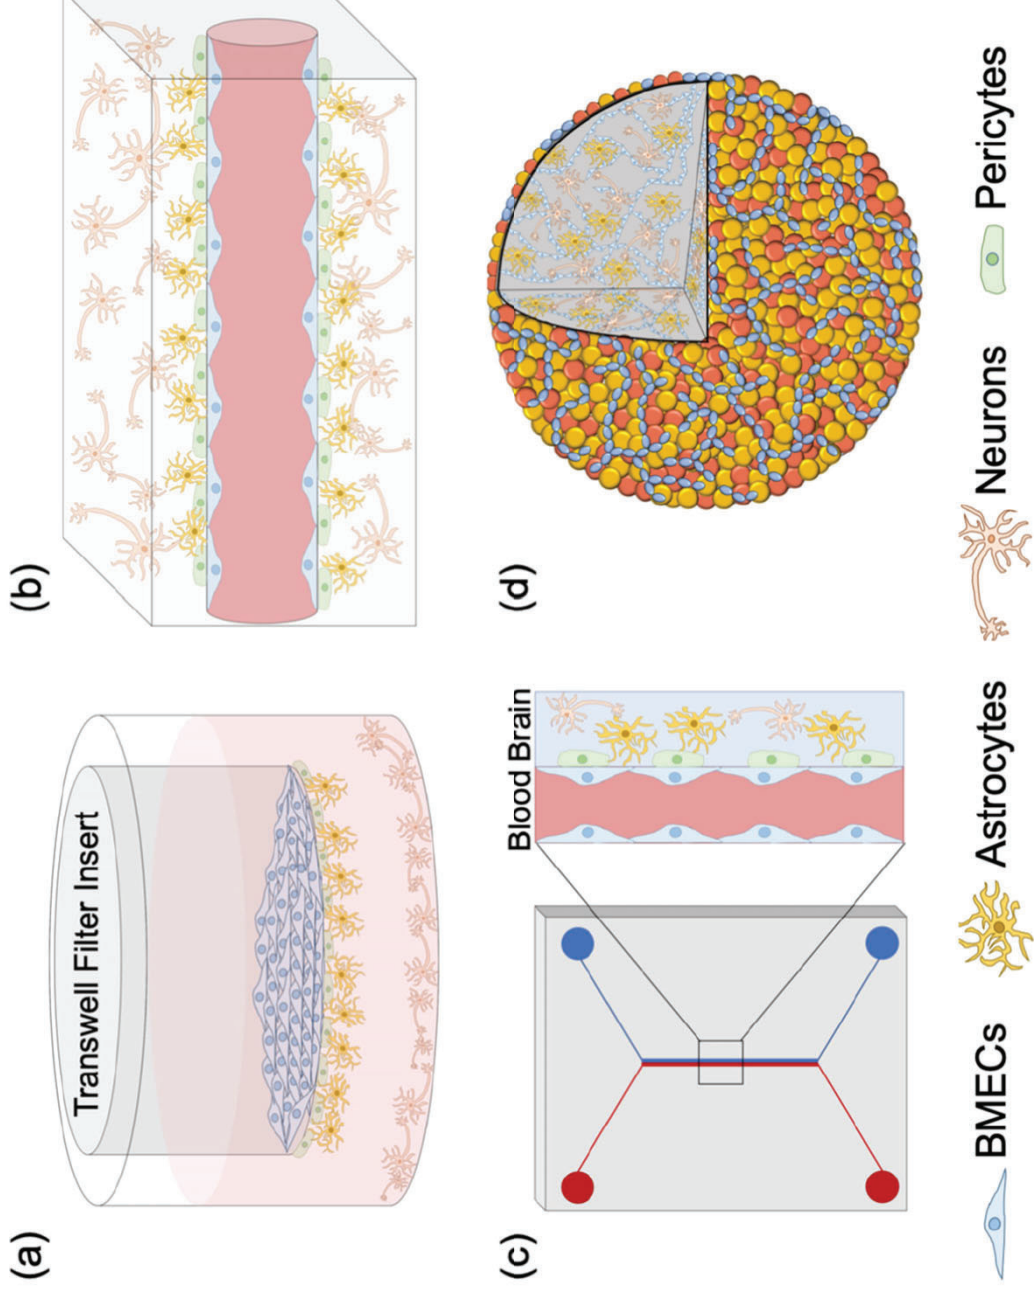 (a)
Transwell Filter Insert
(b)
(c)
Blood Brain
(d)
BMECs
Astrocytes
Neurons
Pericytes